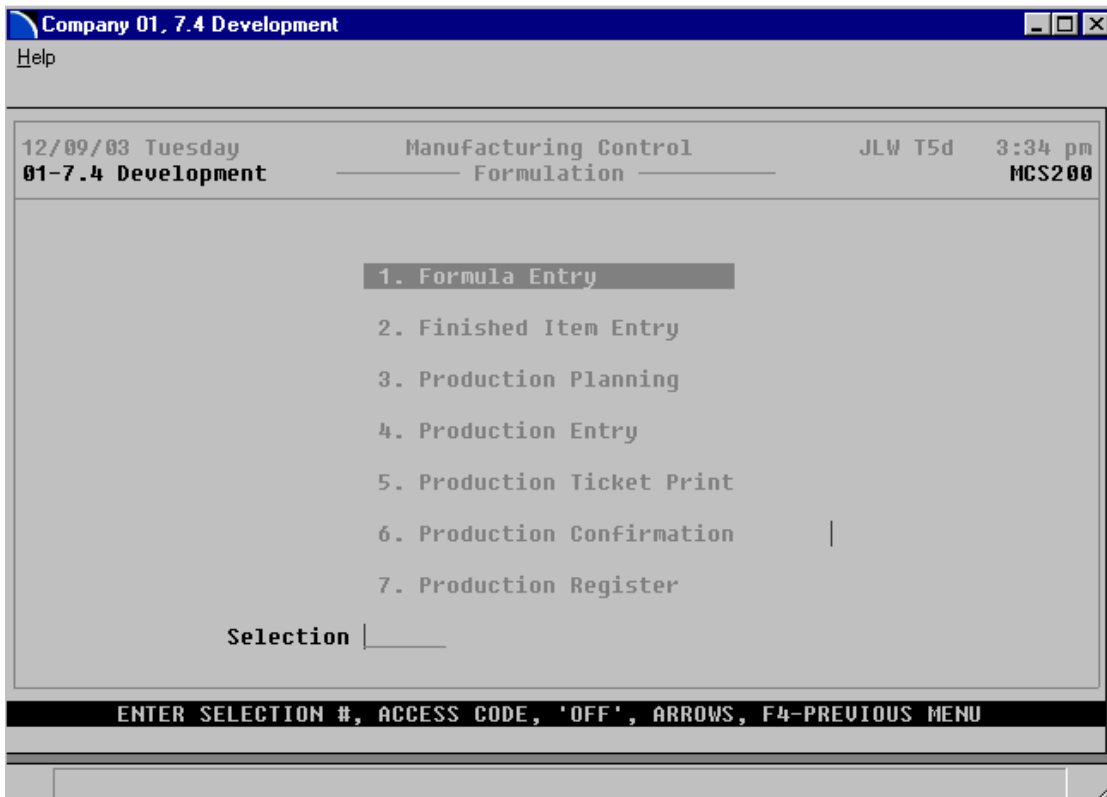 Company 01, 7.4 Development
Help
12/09/03 Tuesday Manufacturing Control JLW T5d 3:34 pm
01-7.4 Development Formulation MCS200
1. Formula Entry
2. Finished Item Entry
3. Production Planning
4. Production Entry
5. Production Ticket Print
6. Production Confirmation
7. Production Register
Selection
ENTER SELECTION #, ACCESS CODE, 'OFF', ARROWS, F4-PREVIOUS MENU